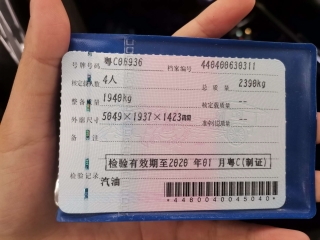 号牌号码 粤C06936 档案编号 440400630311
核定载人数 4人 总质量 2390kg
整备质量 1940kg 核定载质量 --
外廓尺寸 5049×1937×1423mm 准牵引总质量 --
备注
检验有效期至2020年01月粤C(制证)
检验记录 汽油
*4460040045040*